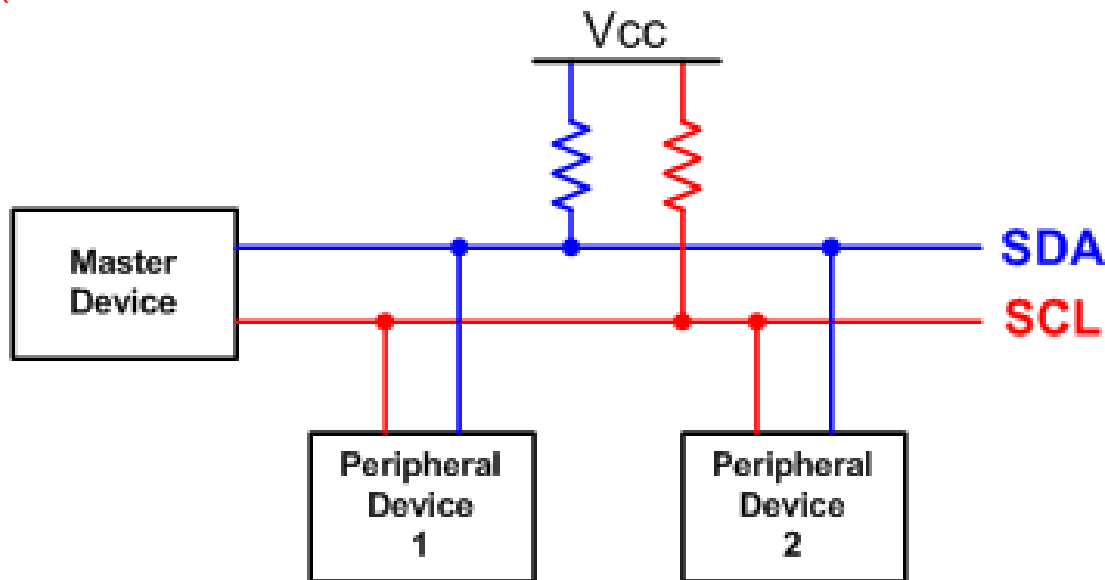 Vcc
SDA
Master
Device
SCL
Peripheral
Device
1
Peripheral
Device
2